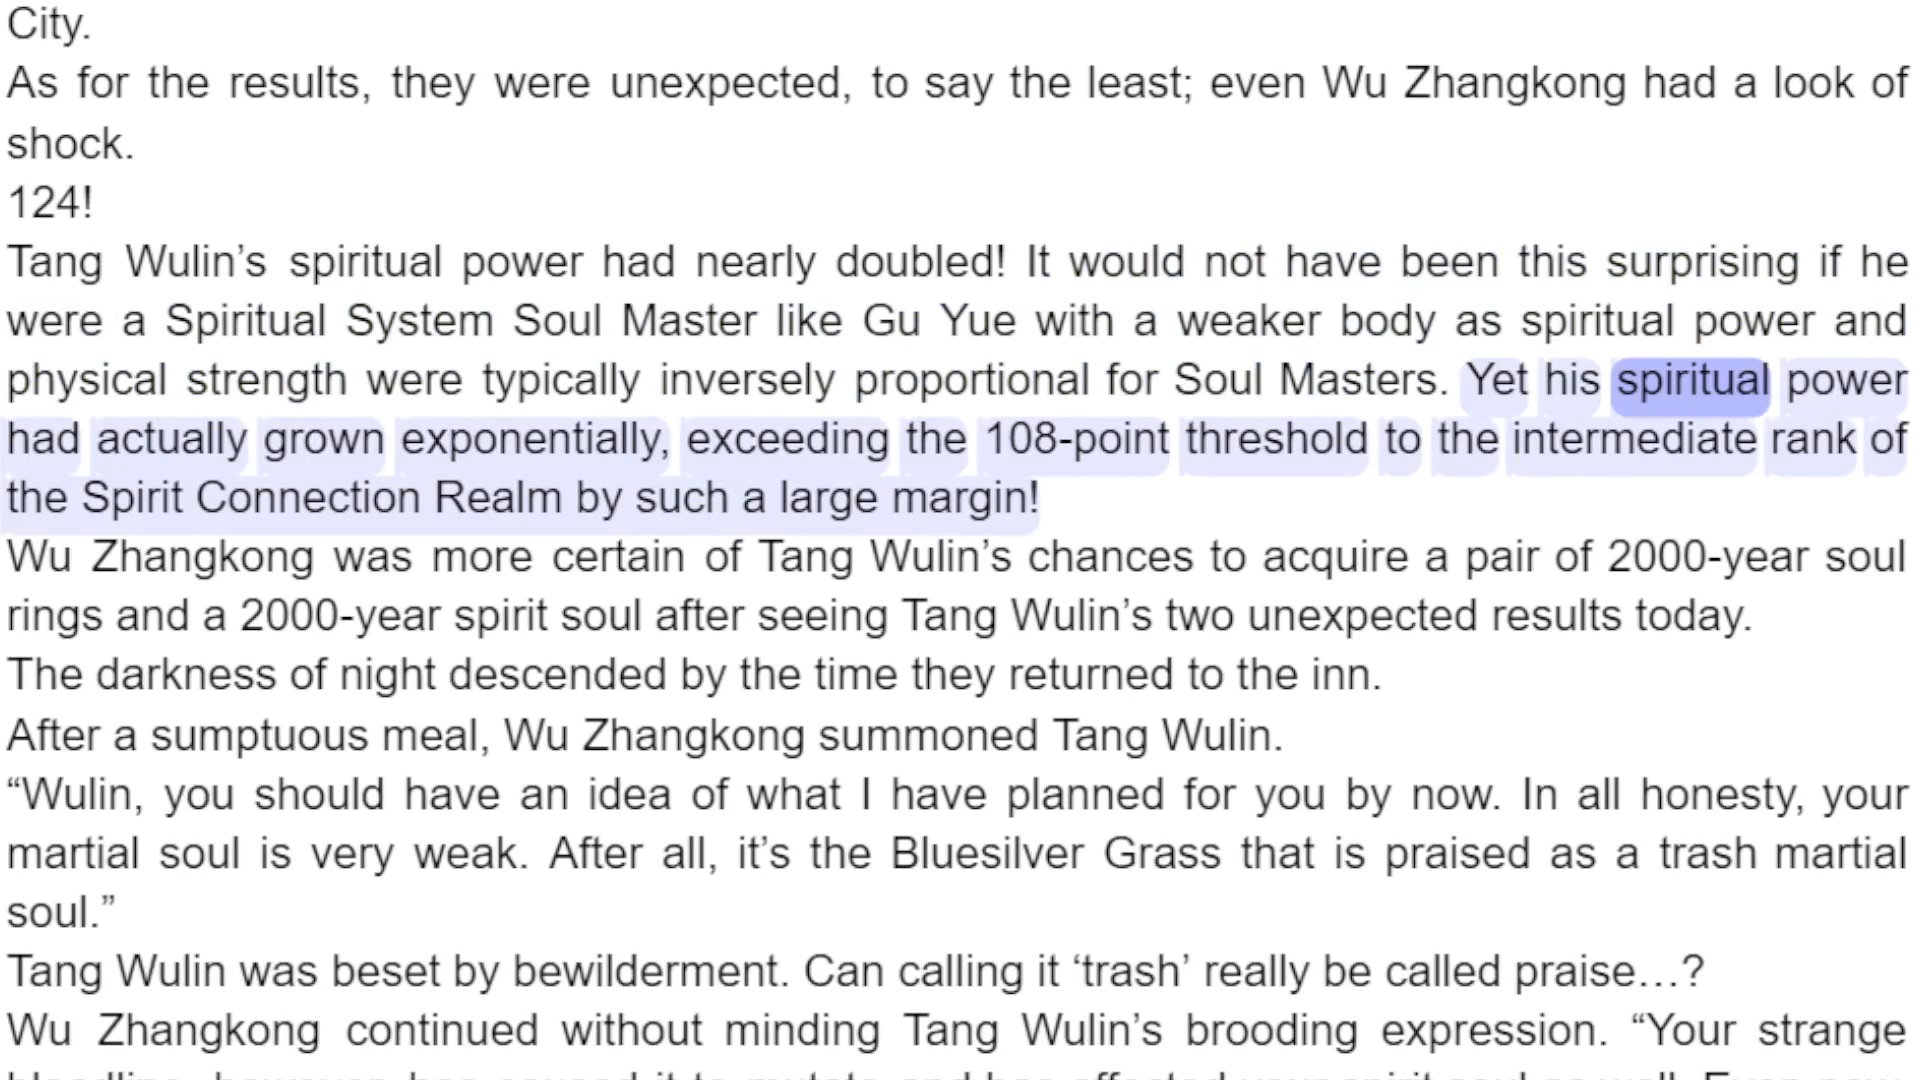 City.
As for the results, they were unexpected, to say the least; even Wu Zhangkong had a look of
shock.
124!
Tang Wulin’s spiritual power had nearly doubled! It would not have been this surprising if he
were a Spiritual System Soul Master like Gu Yue with a weaker body as spiritual power and
physical strength were typically inversely proportional for Soul Masters. Yet his spiritual power
had actually grown exponentially, exceeding the 108-point threshold to the intermediate rank of
the Spirit Connection Realm by such a large margin!
Wu Zhangkong was more certain of Tang Wulin’s chances to acquire a pair of 2000-year soul
rings and a 2000-year spirit soul after seeing Tang Wulin’s two unexpected results today.
The darkness of night descended by the time they returned to the inn.
After a sumptuous meal, Wu Zhangkong summoned Tang Wulin.
“Wulin, you should have an idea of what I have planned for you by now. In all honesty, your
martial soul is very weak. After all, it’s the Bluesilver Grass that is praised as a trash martial
soul.”
Tang Wulin was beset by bewilderment. Can calling it ‘trash’ really be called praise…?
Wu Zhangkong continued without minding Tang Wulin’s brooding expression. “Your strange